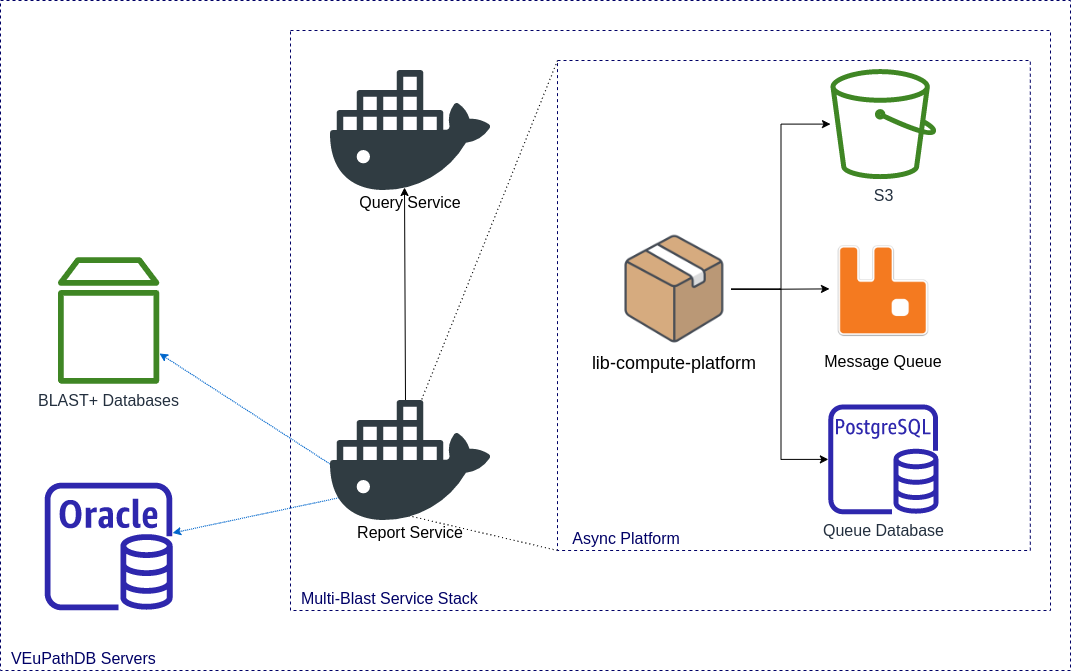 Query Service
S3
lib-compute-platform
Message Queue
BLAST+ Databases
PostgreSQL
Oracle
Report Service
Queue Database
Async Platform
Multi-Blast Service Stack
VEuPathDB Servers